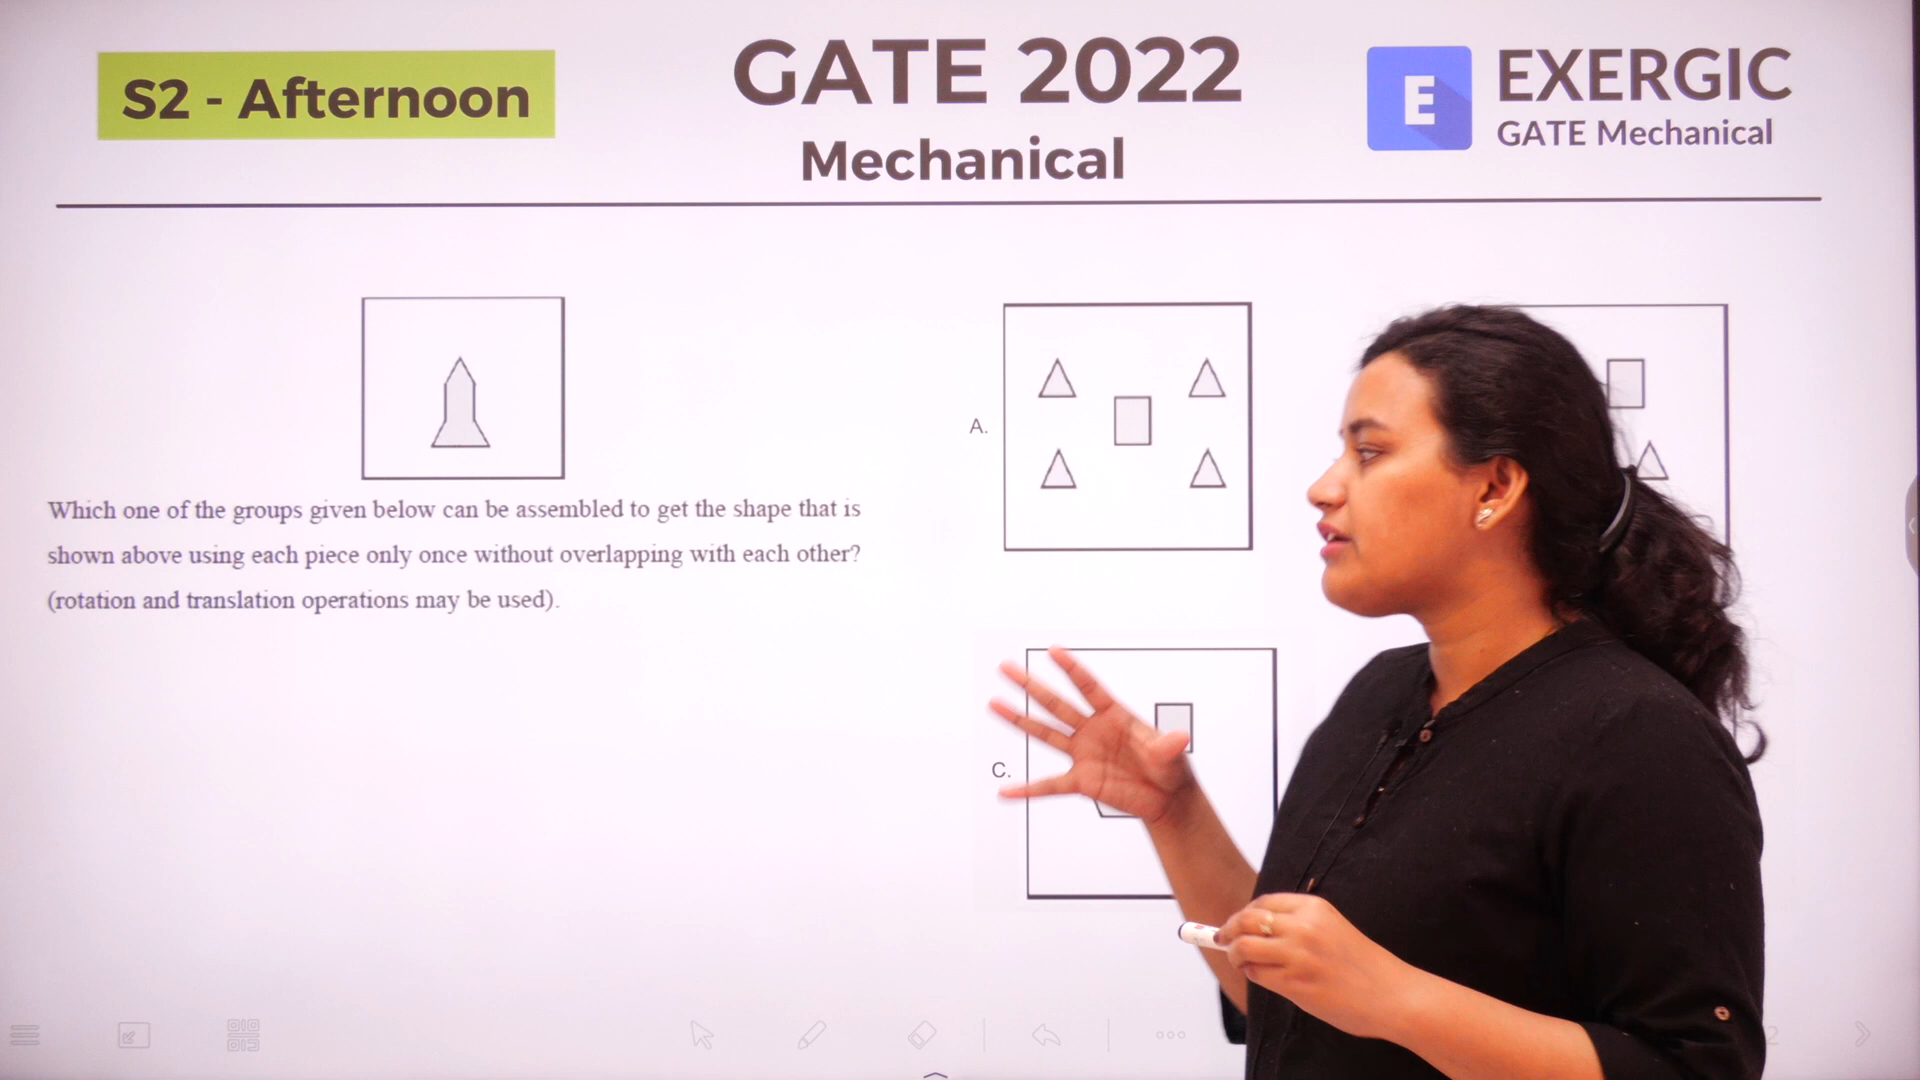 S2 - Afternoon
GATE 2022
Mechanical
E
EXERGIC
GATE Mechanical
Which one of the groups given below can be assembled to get the shape that is
shown above using each piece only once without overlapping with each other?
(rotation and translation operations may be used).
A.
C.
2